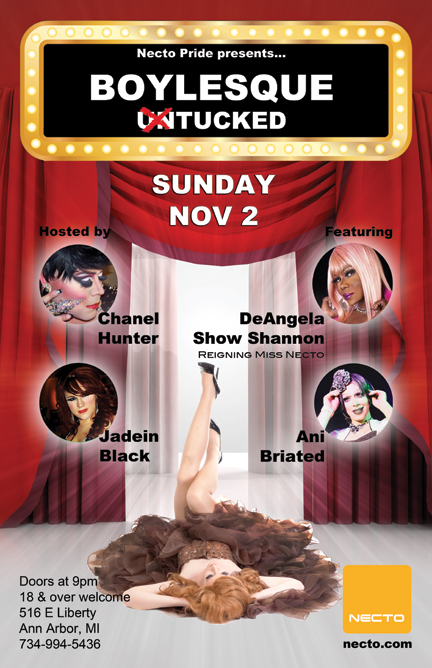 Necto Pride presents...
BOYLESQUE
UNTUCKED
SUNDAY
NOV 2
Hosted by
Chanel
Hunter
Jadein
Black
Featuring
DeAngela
Show Shannon
REIGNING MISS NECTO
Ani
Briated
Doors at 9pm
18 & over welcome
516 E Liberty
Ann Arbor, MI
734-994-5436
NECTO
necto.com